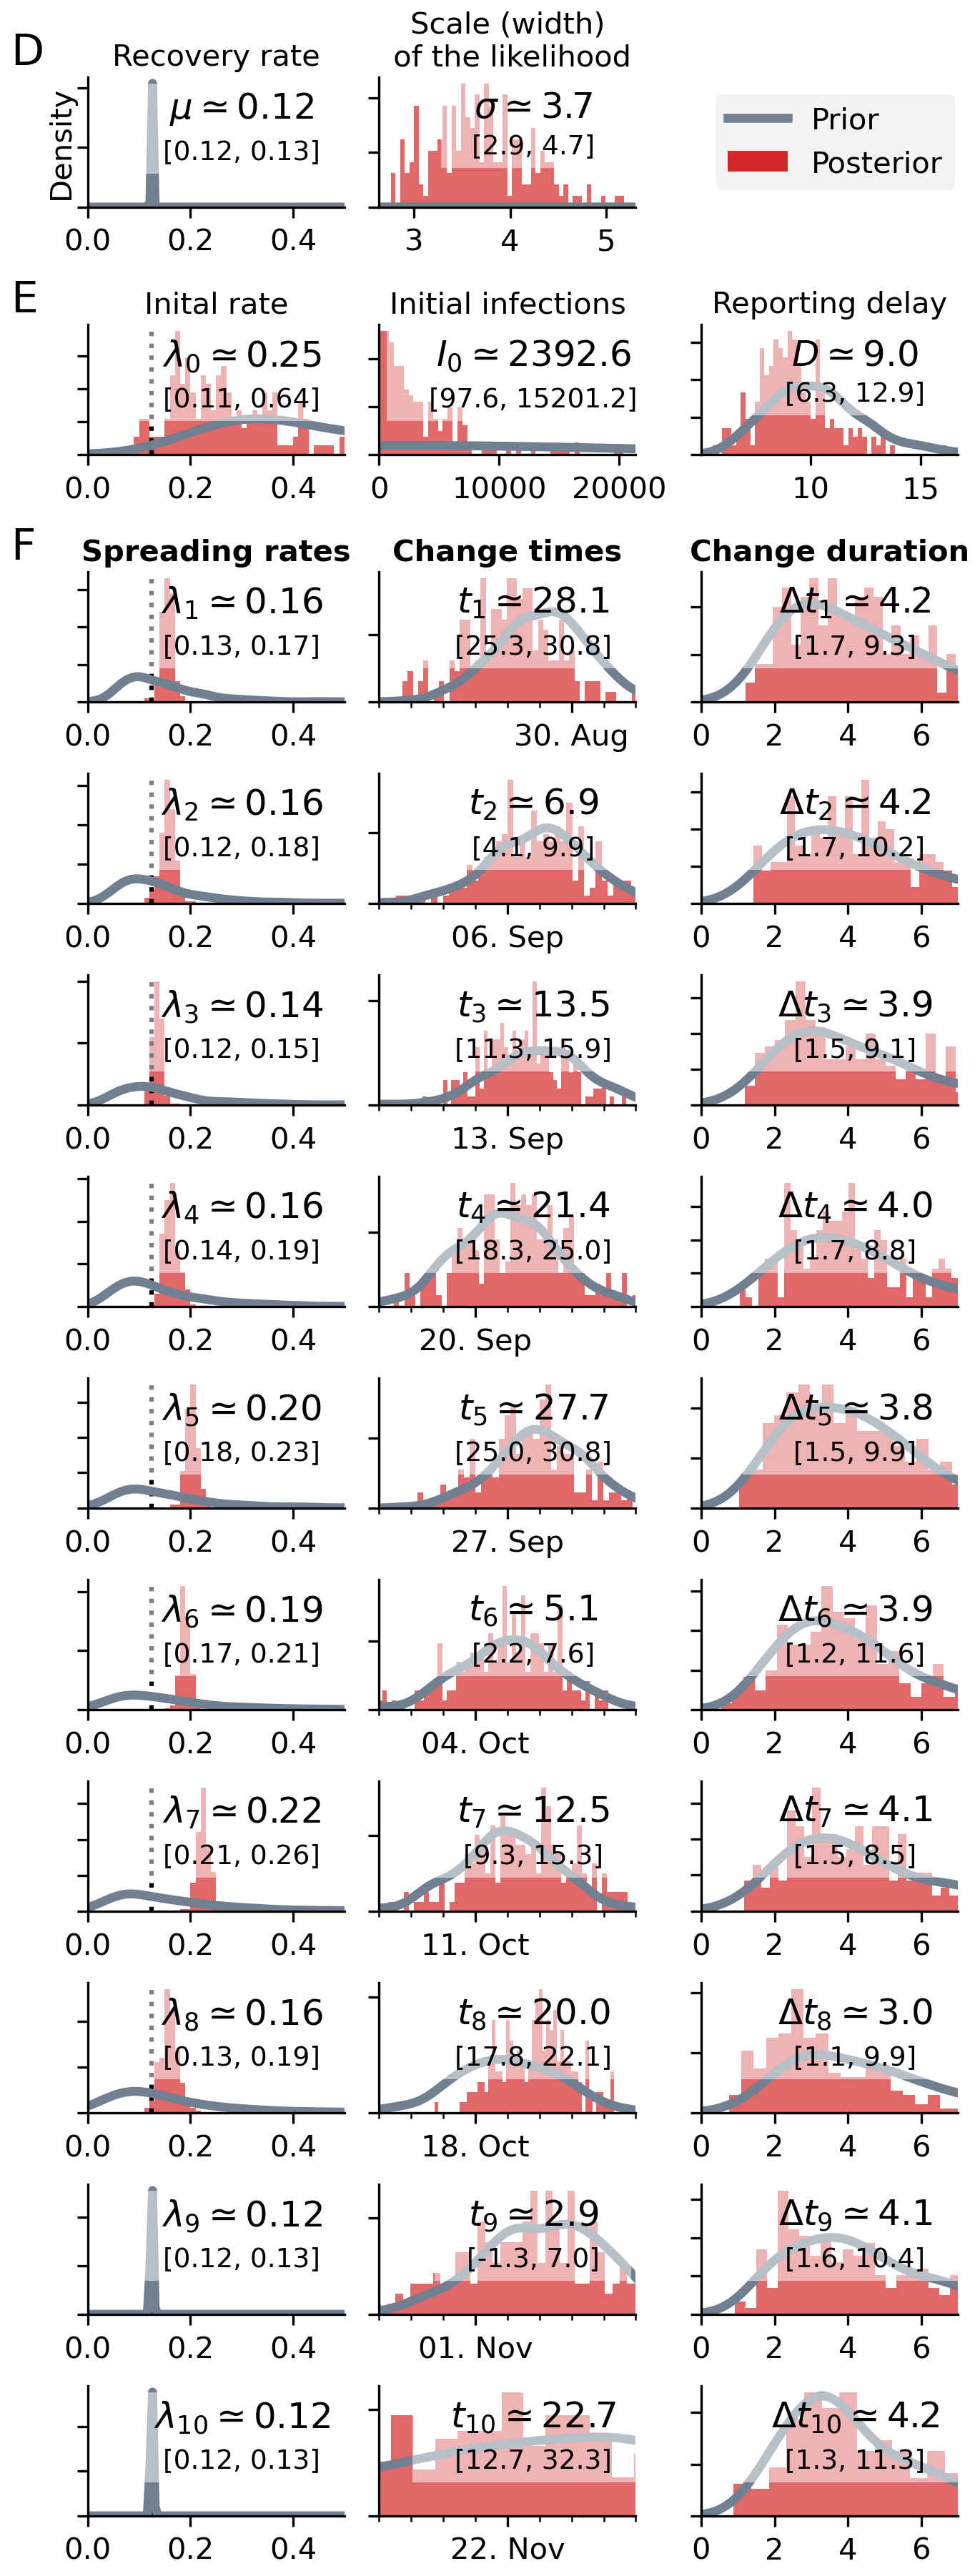 D
Recovery rate
Scale (width)
of the likelihood
Density
μ ≃ 0.12
[0.12, 0.13]
0.0 0.2 0.4
σ ≃ 3.7
[2.9, 4.7]
3 4 5
Prior
Posterior
E
Inital rate
Initial infections
Reporting delay
λ0 ≃ 0.25
[0.11, 0.64]
0.0 0.2 0.4
I0 ≃ 2392.6
[97.6, 15201.2]
0 10000 20000
D ≃ 9.0
[6.3, 12.9]
10 15
F
Spreading rates
Change times
Change duration
λ1 ≃ 0.16
[0.13, 0.17]
0.0 0.2 0.4
t1 ≃ 28.1
[25.3, 30.8]
30. Aug
Δt1 ≃ 4.2
[1.7, 9.3]
0 2 4 6
λ2 ≃ 0.16
[0.12, 0.18]
0.0 0.2 0.4
t2 ≃ 6.9
[4.1, 9.9]
06. Sep
Δt2 ≃ 4.2
[1.7, 10.2]
0 2 4 6
λ3 ≃ 0.14
[0.12, 0.15]
0.0 0.2 0.4
t3 ≃ 13.5
[11.3, 15.9]
13. Sep
Δt3 ≃ 3.9
[1.5, 9.1]
0 2 4 6
λ4 ≃ 0.16
[0.14, 0.19]
0.0 0.2 0.4
t4 ≃ 21.4
[18.3, 25.0]
20. Sep
Δt4 ≃ 4.0
[1.7, 8.8]
0 2 4 6
λ5 ≃ 0.20
[0.18, 0.23]
0.0 0.2 0.4
t5 ≃ 27.7
[25.0, 30.8]
27. Sep
Δt5 ≃ 3.8
[1.5, 9.9]
0 2 4 6
λ6 ≃ 0.19
[0.17, 0.21]
0.0 0.2 0.4
t6 ≃ 5.1
[2.2, 7.6]
04. Oct
Δt6 ≃ 3.9
[1.2, 11.6]
0 2 4 6
λ7 ≃ 0.22
[0.21, 0.26]
0.0 0.2 0.4
t7 ≃ 12.5
[9.3, 15.3]
11. Oct
Δt7 ≃ 4.1
[1.5, 8.5]
0 2 4 6
λ8 ≃ 0.16
[0.13, 0.19]
0.0 0.2 0.4
t8 ≃ 20.0
[17.8, 22.1]
18. Oct
Δt8 ≃ 3.0
[1.1, 9.9]
0 2 4 6
λ9 ≃ 0.12
[0.12, 0.13]
0.0 0.2 0.4
t9 ≃ 2.9
[-1.3, 7.0]
01. Nov
Δt9 ≃ 4.1
[1.6, 10.4]
0 2 4 6
λ10 ≃ 0.12
[0.12, 0.13]
0.0 0.2 0.4
t10 ≃ 22.7
[12.7, 32.3]
22. Nov
Δt10 ≃ 4.2
[1.3, 11.3]
0 2 4 6